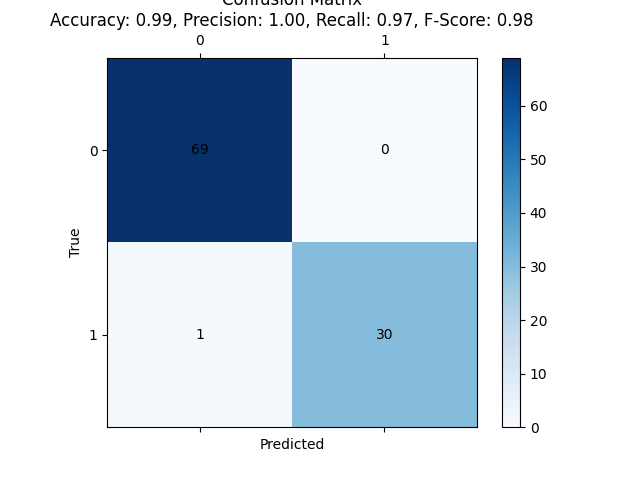 Confusion Matrix
Accuracy: 0.99, Precision: 1.00, Recall: 0.97, F-Score: 0.98
0 1
0 69 0
1 1 30
True
Predicted
60
50
40
30
20
10
0